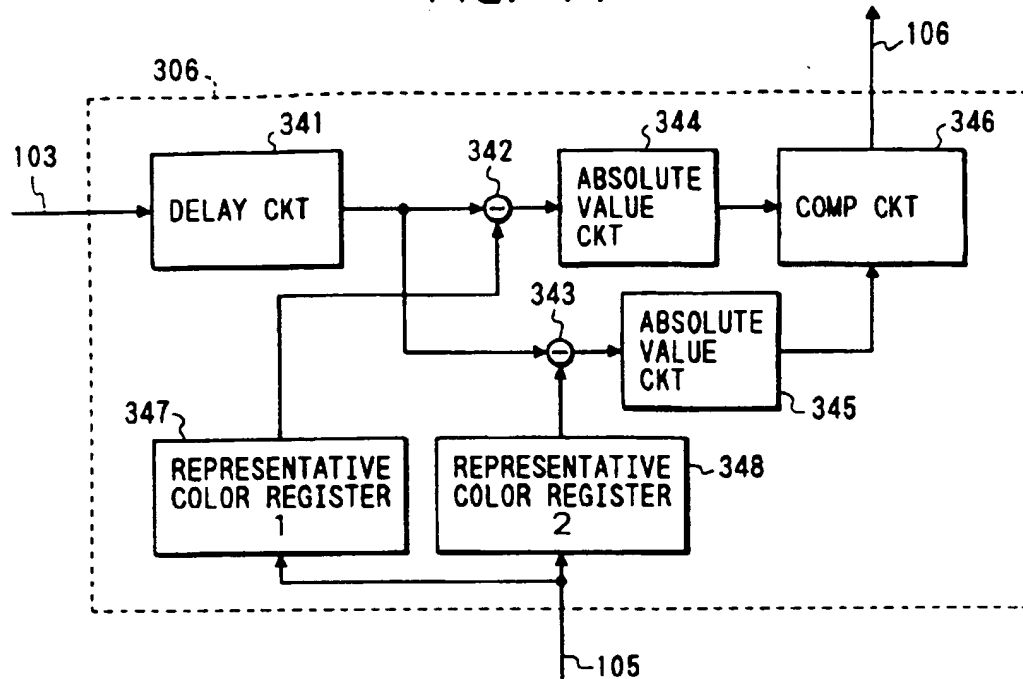 106
306
341
344
346
103
342
DELAY CKT
ABSOLUTE
VALUE
CKT
COMP CKT
343
ABSOLUTE
VALUE
CKT
345
347
REPRESENTATIVE
COLOR REGISTER
1
REPRESENTATIVE
COLOR REGISTER
2
348
105